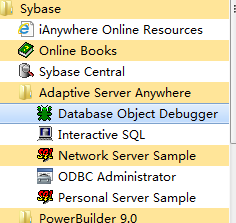 Sybase
iAnywhere Online Resources
Online Books
Sybase Central
Adaptive Server Anywhere
Database Object Debugger
Interactive SQL
Network Server Sample
ODBC Administrator
Personal Server Sample
PowerBuilder 9.0